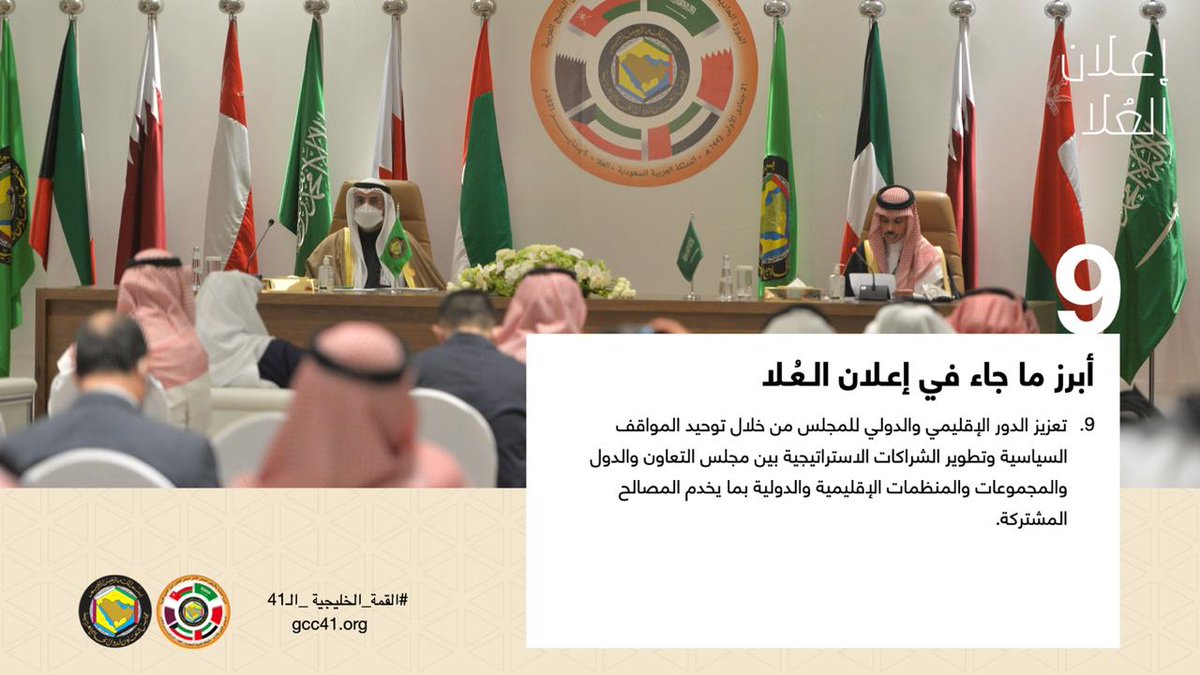 إعلان
العُلا
9
أبرز ما جاء في إعلان العُلا
9. تعزيز الدور الإقليمي والدولي للمجلس من خلال توحيد المواقف
السياسية وتطوير الشراكات الاستراتيجية بين مجلس التعاون والدول
والمجموعات والمنظمات الإقليمية والدولية بما يخدم المصالح
المشتركة.
#القمة_الخليجية _الـ41
gcc41.org